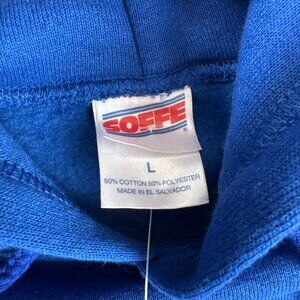 SOFFE
L
50% COTTON 50% POLYESTER
MADE IN EL SALVADOR